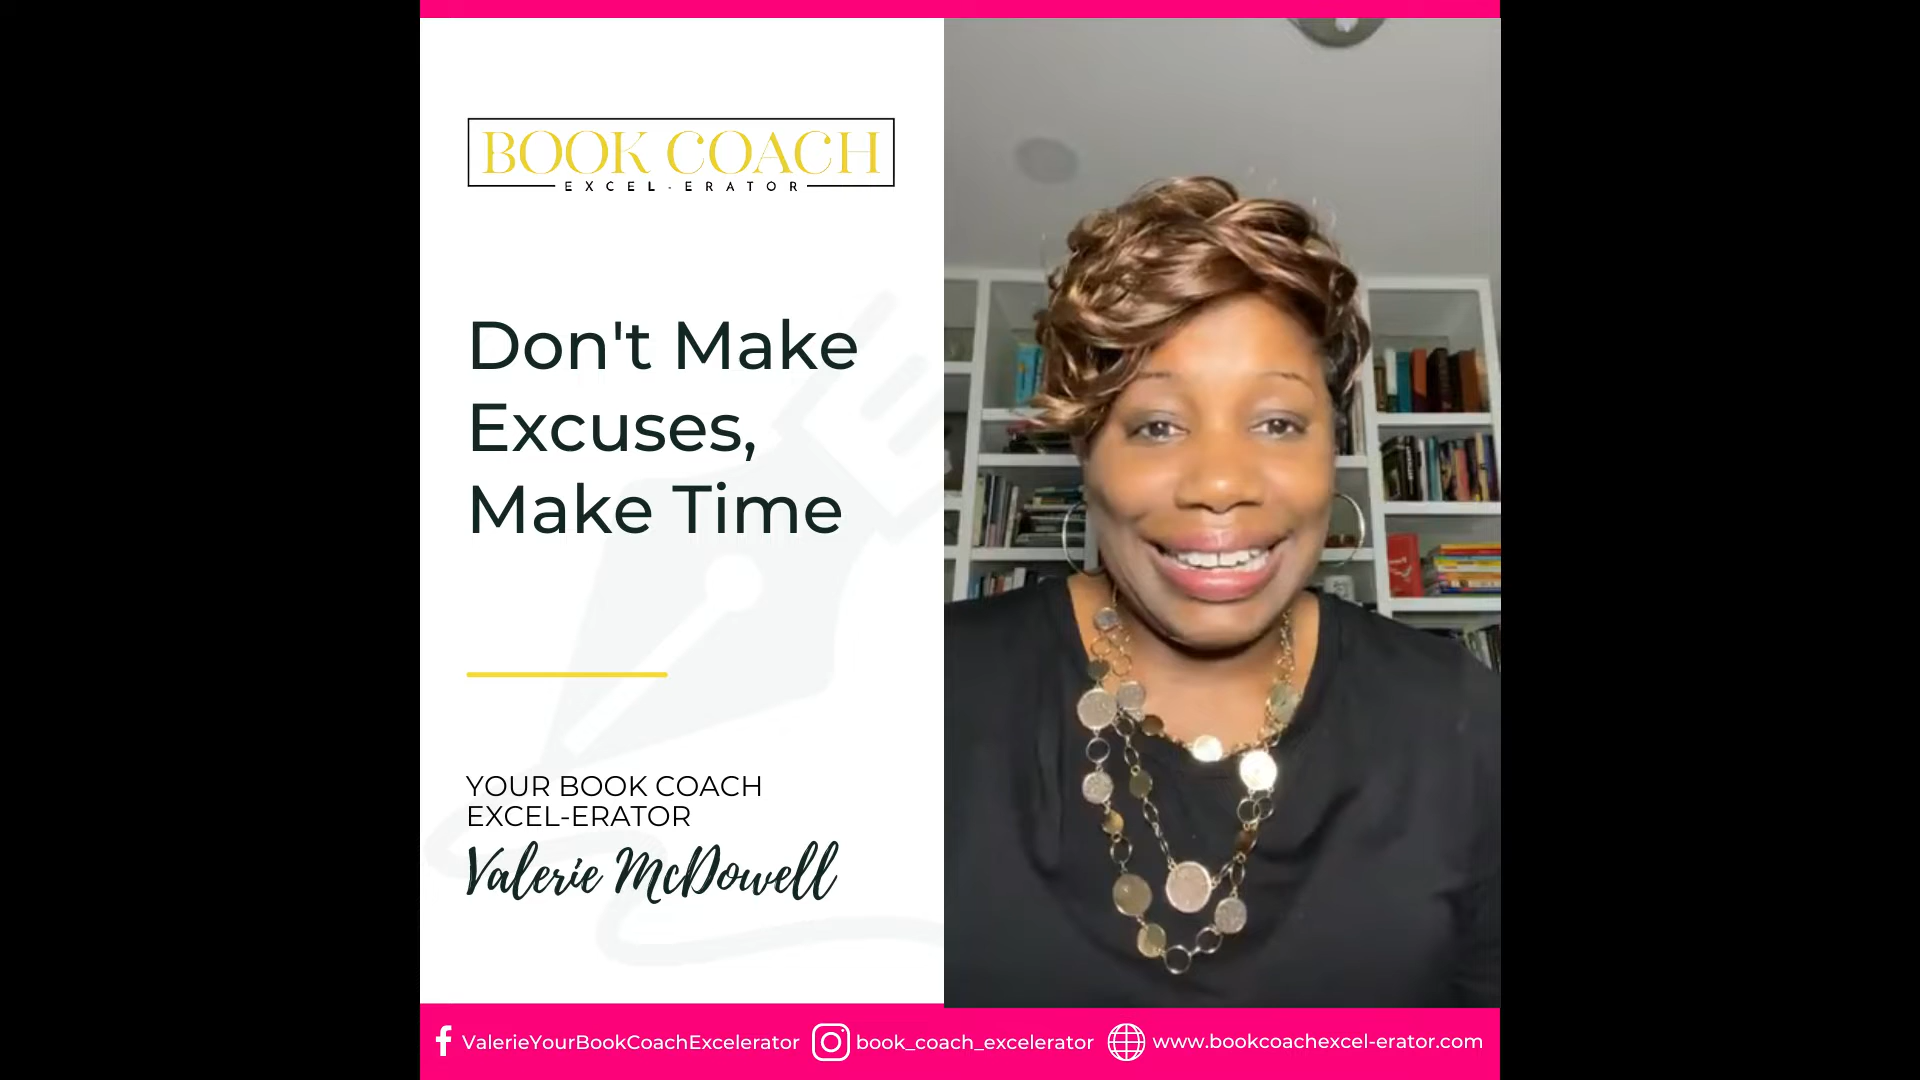 BOOK COACH
EXCEL-ERATOR
Don't Make
Excuses,
Make Time
YOUR BOOK COACH
EXCEL-ERATOR
Valerie McDowell
ValerieYourBookCoachExcelerator
book_coach_excelerator
www.bookcoachexcel-erator.com